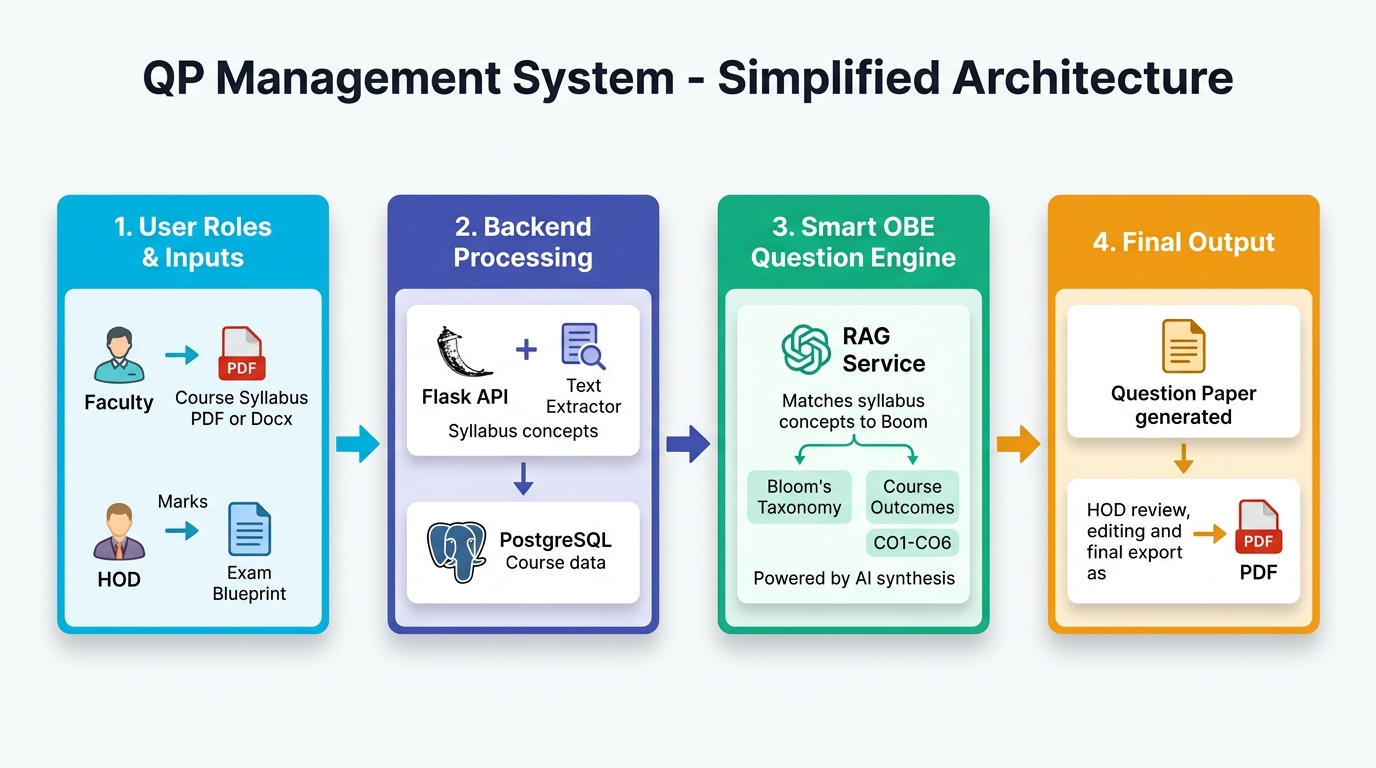 QP Management System - Simplified Architecture
1. User Roles
& Inputs
PDF
Faculty
Course Syllabus
PDF or Docx
Marks
HOD
Exam
Blueprint
2. Backend
Processing
Flask API
+
Text
Extractor
Syllabus concepts
PostgreSQL
Course data
3. Smart OBE
Question Engine
RAG
Service
Matches syllabus
concepts to Boom
Bloom's
Taxonomy
Course
Outcomes
CO1-CO6
Powered by AI synthesis
4. Final Output
Question Paper
generated
HOD review,
editing and
final export
as
PDF
PDF